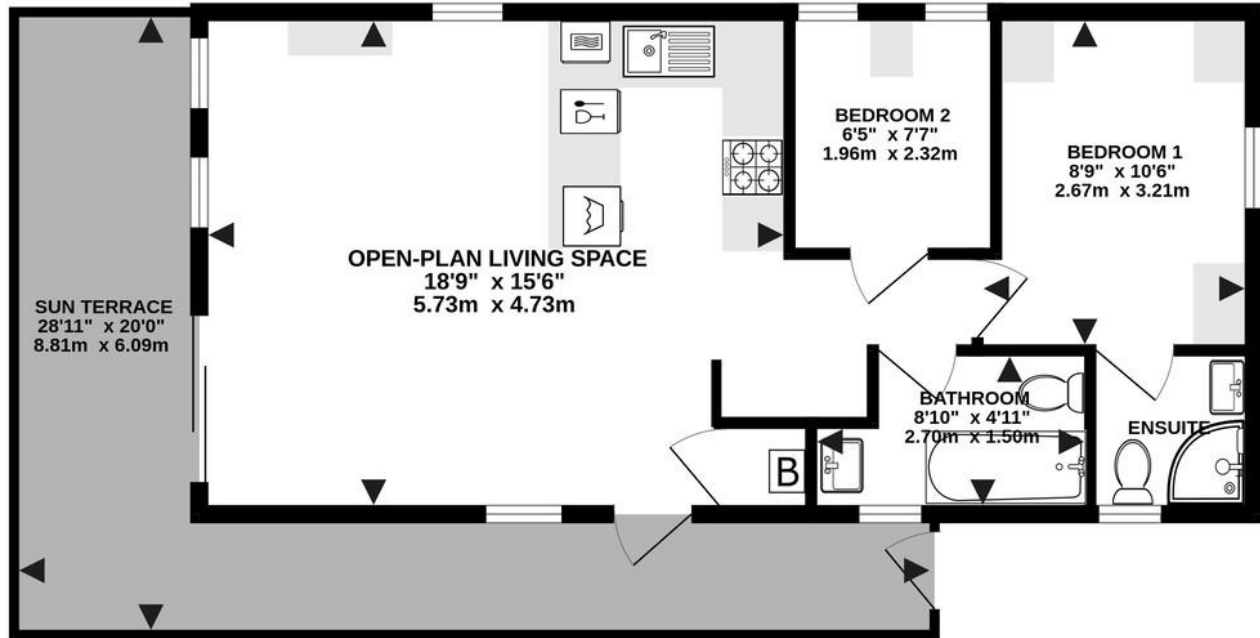 BEDROOM 2
6'5" x 7'7"
1.96m x 2.32m
BEDROOM 1
8'9" x 10'6"
2.67m x 3.21m
OPEN-PLAN LIVING SPACE
18'9" x 15'6"
5.73m x 4.73m
SUN TERRACE
28'11" x 20'0"
8.81m x 6.09m
BATHROOM
8'10" x 4'11"
2.70m x 1.50m
ENSUITE
B